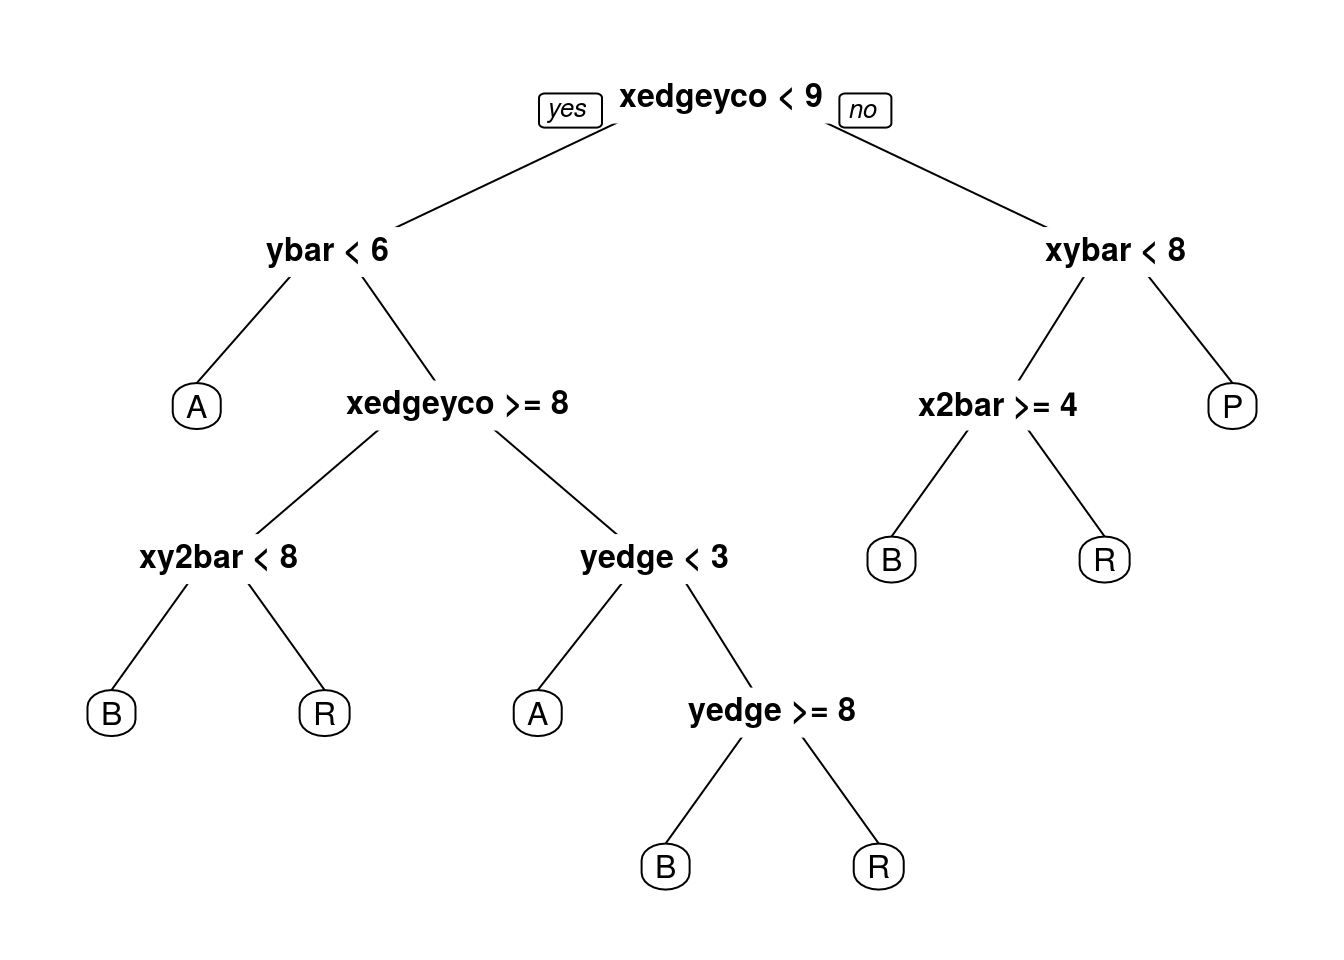 yes
xedgeyco < 9
no
ybar < 6
xybar < 8
A
xedgeyco >= 8
x2bar >= 4
P
xy2bar < 8
yedge < 3
B
R
B
R
A
yedge >= 8
B
R